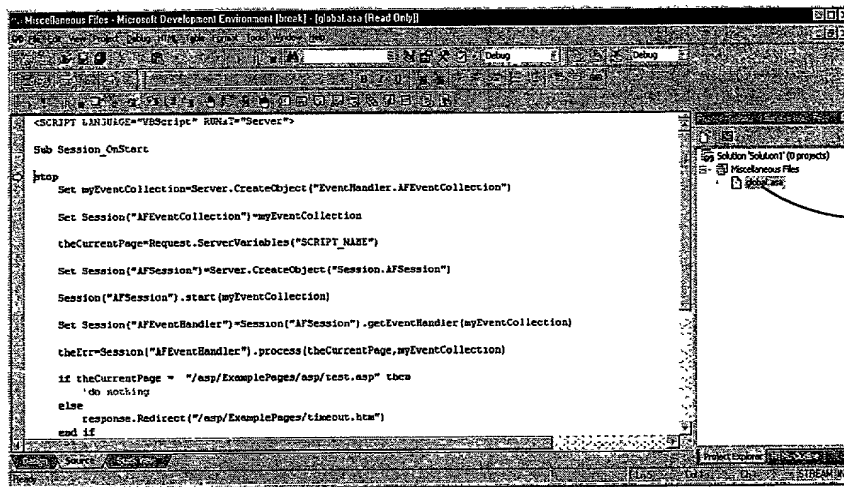 Miscellaneous Files - Microsoft Development Environment [break] - [global.asa (Read Only)]
Debug
Debug
<SCRIPT LANGUAGE="VBScript" RUNAT="Server">
Sub Session_OnStart
stop
Set myEventCollection=Server.CreateObject("EventHandler.AFEventCollection")
Set Session("AFEventCollection")=myEventCollection
theCurrentPage=Request.ServerVariables("SCRIPT_NAME")
Set Session("AFSession")=Server.CreateObject("Session.AFSession")
Session("AFSession").start(myEventCollection)
Set Session("AFEventHandler")=Session("AFSession").getEventHandler(myEventCollection)
theErr=Session("AFEventHandler").process(theCurrentPage,myEventCollection)
if theCurrentPage = "/asp/ExamplePages/asp/test.asp" then
'do nothing
else
response.Redirect("/asp/ExamplePages/timeout.htm")
end if
Solution 'Solution1' (0 projects)
Miscellaneous Files
global.asa
Source
Project Explorer
Ready